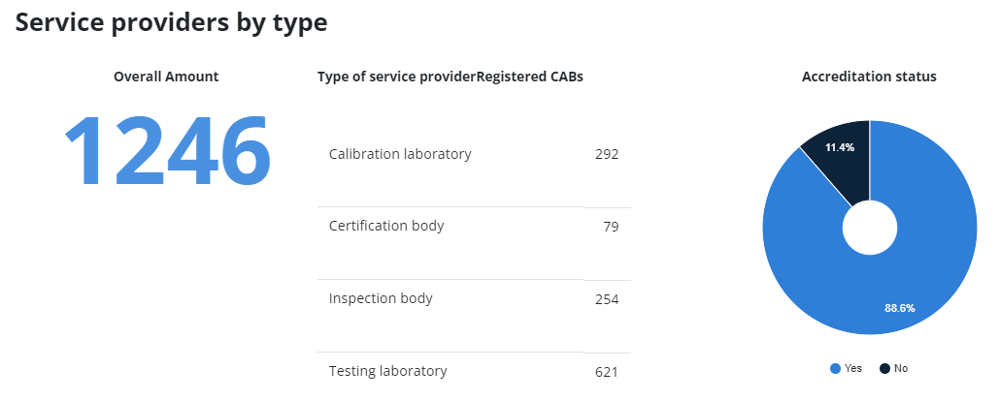 Service providers by type
Overall Amount
1246
Type of service providerRegistered CABs
Calibration laboratory 292
Certification body 79
Inspection body 254
Testing laboratory 621
Accreditation status
11.4%
88.6%
Yes No